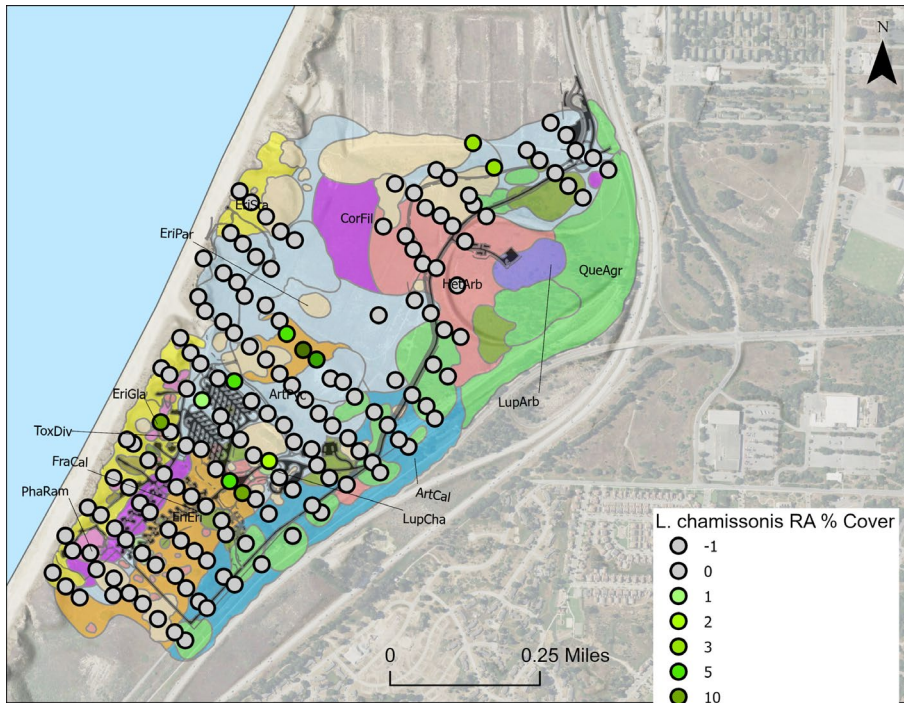 N
EriSta
CorFil
EriPar
QueAgr
HetArb
ArtPyc
EriGla
LupArb
ToxDiv
FraCal
ArtCal
PhaRam
LupCha
EriEri
L. chamissonis RA % Cover
-1
0
1
2
3
5
10
0 0.25 Miles